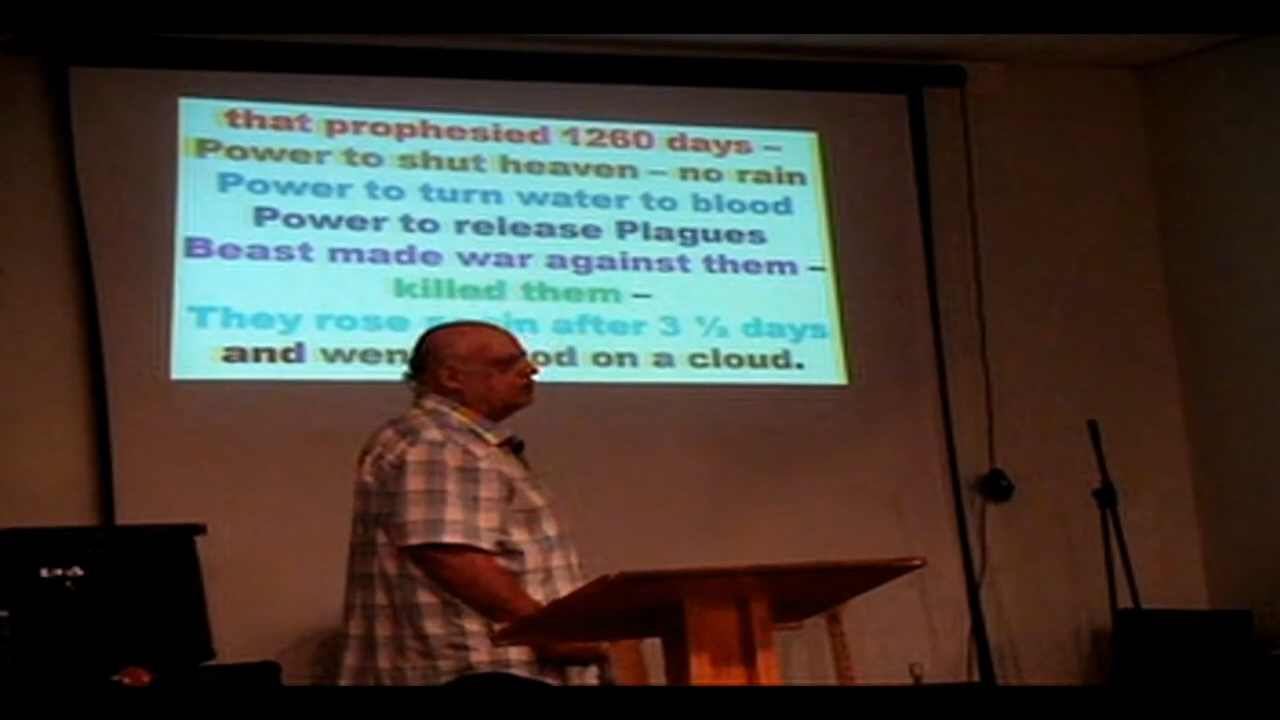 that prophesied 1260 days –
Power to shut heaven – no rain
Power to turn water to blood
Power to release Plagues
Beast made war against them –
killed them –
They rose after 3 ½ days
and on a cloud.